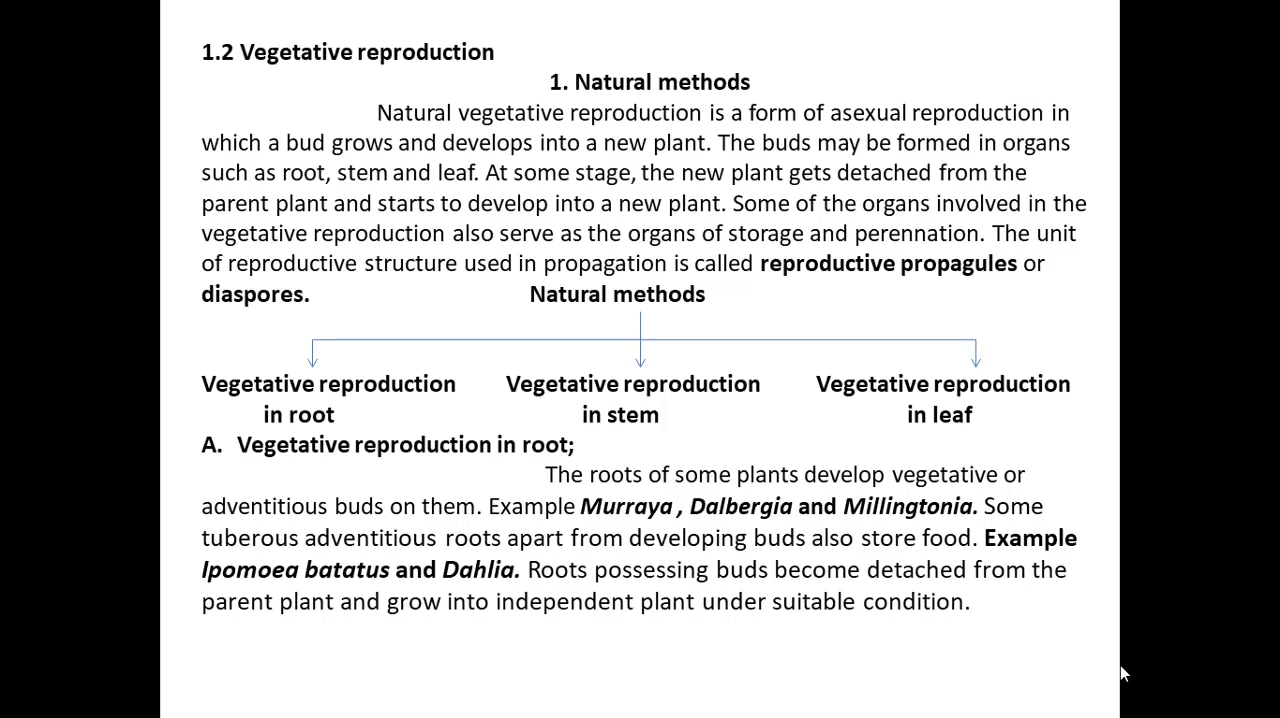 1.2 Vegetative reproduction
1. Natural methods
Natural vegetative reproduction is a form of asexual reproduction in
which a bud grows and develops into a new plant. The buds may be formed in organs
such as root, stem and leaf. At some stage, the new plant gets detached from the
parent plant and starts to develop into a new plant. Some of the organs involved in the
vegetative reproduction also serve as the organs of storage and perennation. The unit
of reproductive structure used in propagation is called reproductive propagules or
diaspores. Natural methods
Vegetative reproduction Vegetative reproduction Vegetative reproduction
in root in stem in leaf
A. Vegetative reproduction in root;
The roots of some plants develop vegetative or
adventitious buds on them. Example Murraya , Dalbergia and Millingtonia. Some
tuberous adventitious roots apart from developing buds also store food. Example
Ipomoea batatus and Dahlia. Roots possessing buds become detached from the
parent plant and grow into independent plant under suitable condition.